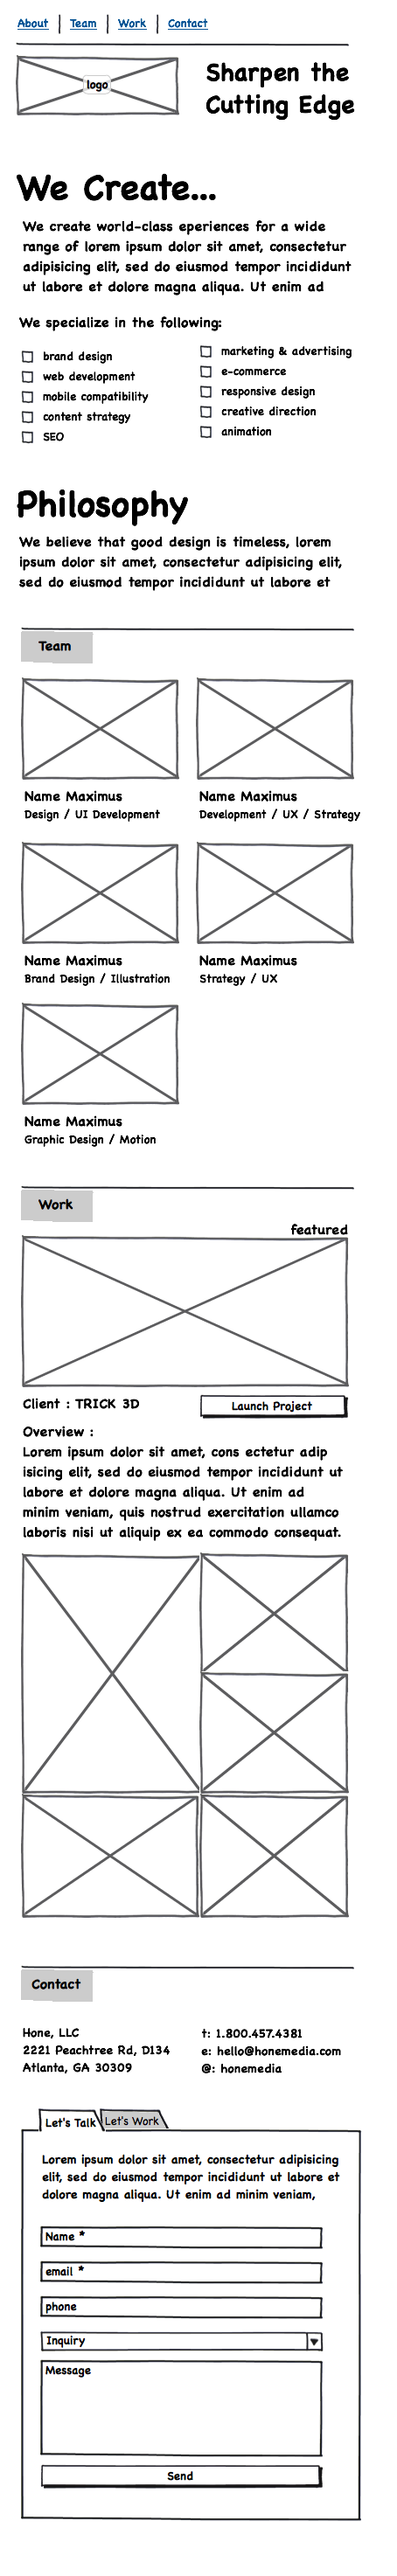 About | Team | Work | Contact
logo
Sharpen the
Cutting Edge
We Create...
We create world-class eperiences for a wide
range of lorem ipsum dolor sit amet, consectetur
adipisicing elit, sed do eiusmod tempor incididunt
ut labore et dolore magna aliqua. Ut enim ad
We specialize in the following:
brand design
web development
mobile compatibility
content strategy
SEO
marketing & advertising
e-commerce
responsive design
creative direction
animation
Philosophy
We believe that good design is timeless, lorem
ipsum dolor sit amet, consectetur adipisicing elit,
sed do eiusmod tempor incididunt ut labore et
Team
Name Maximus
Design / UI Development
Name Maximus
Development / UX / Strategy
Name Maximus
Brand Design / Illustration
Name Maximus
Strategy / UX
Name Maximus
Graphic Design / Motion
Work
featured
Client : TRICK 3D
Launch Project
Overview :
Lorem ipsum dolor sit amet, cons ectetur adip
isicing elit, sed do eiusmod tempor incididunt ut
labore et dolore magna aliqua. Ut enim ad
minim veniam, quis nostrud exercitation ullamco
laboris nisi ut aliquip ex ea commodo consequat.
Contact
Hone, LLC
2221 Peachtree Rd, D134
Atlanta, GA 30309
t: 1.800.457.4381
e: hello@honemedia.com
@: honemedia
Let's Talk
Let's Work
Lorem ipsum dolor sit amet, consectetur adipisicing
elit, sed do eiusmod tempor incididunt ut labore et
dolore magna aliqua. Ut enim ad minim veniam,
Name *
email *
phone
Inquiry
Message
Send